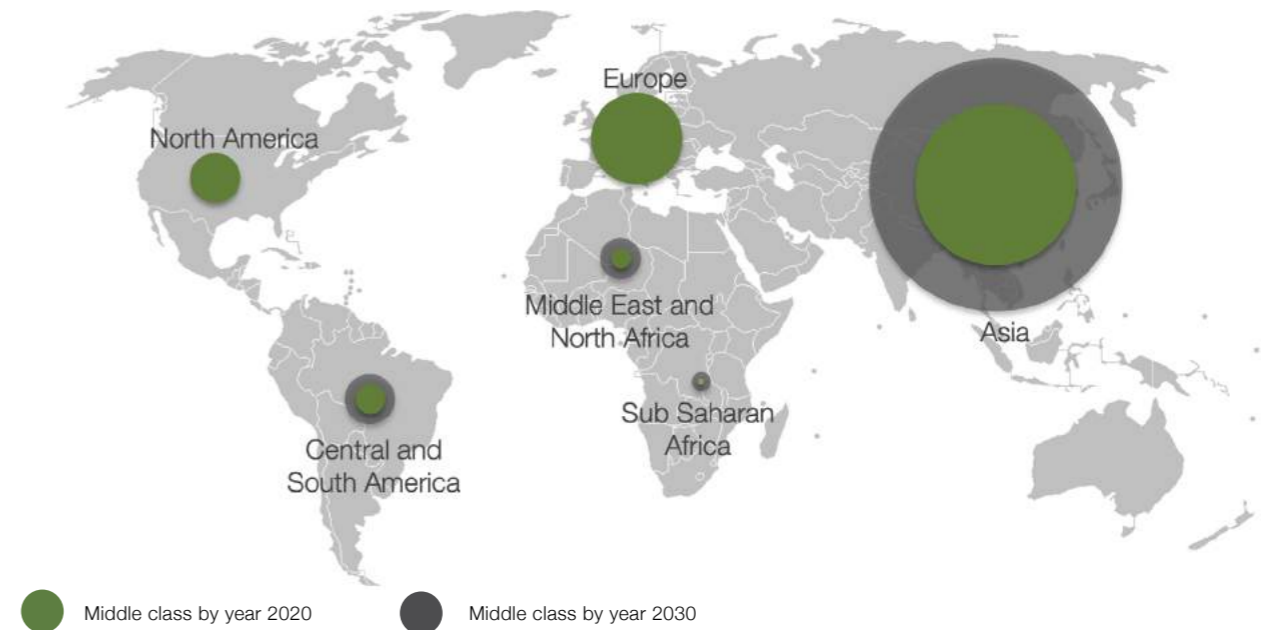 Europe
North America
Middle East and
North Africa
Asia
Sub Saharan
Africa
Central and
South America
Middle class by year 2020
Middle class by year 2030